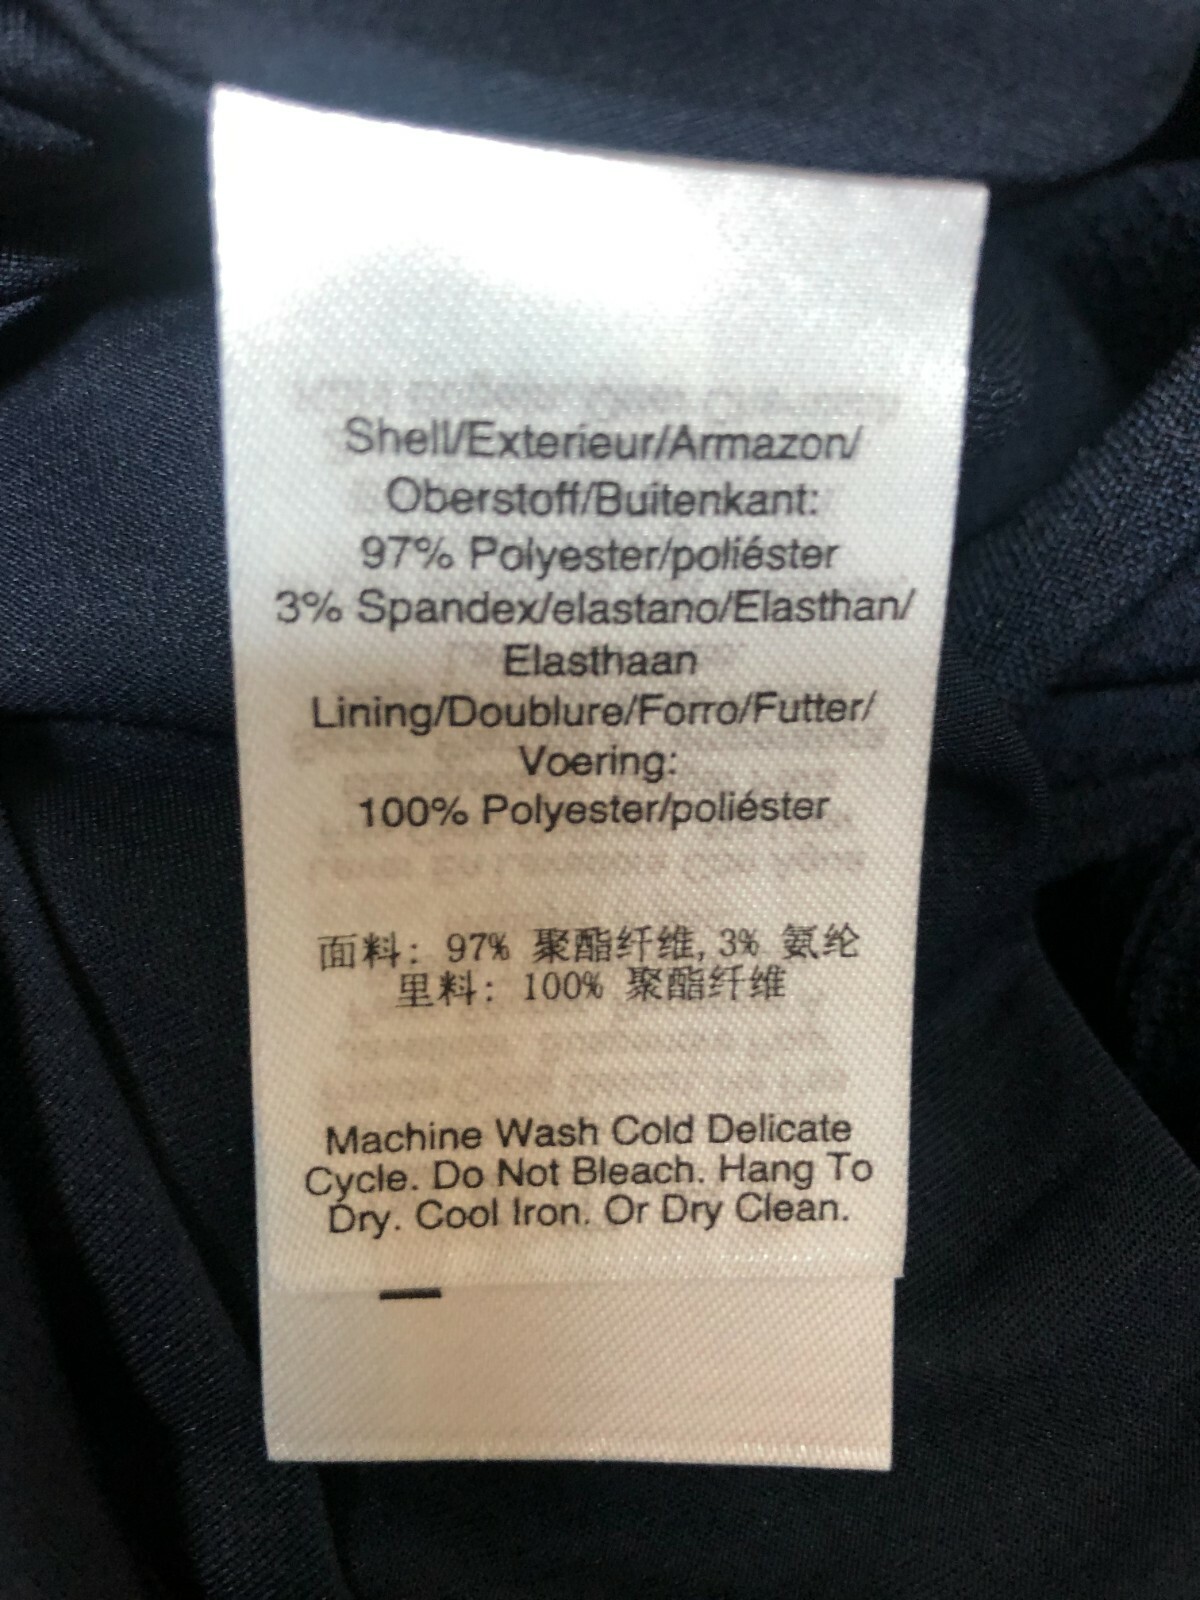 Shell/Exterieur/Armazon/
Oberstoff/Buitenkant:
97% Polyester/poliéster
3% Spandex/elastano/Elasthan/
Elasthaan
Lining/Doublure/Forro/Futter/
Voering:
100% Polyester/poliéster
面料: 97% 聚酯纤维, 3% 氨纶
里料: 100% 聚酯纤维
Machine Wash Cold Delicate
Cycle. Do Not Bleach. Hang To
Dry. Cool Iron. Or Dry Clean.